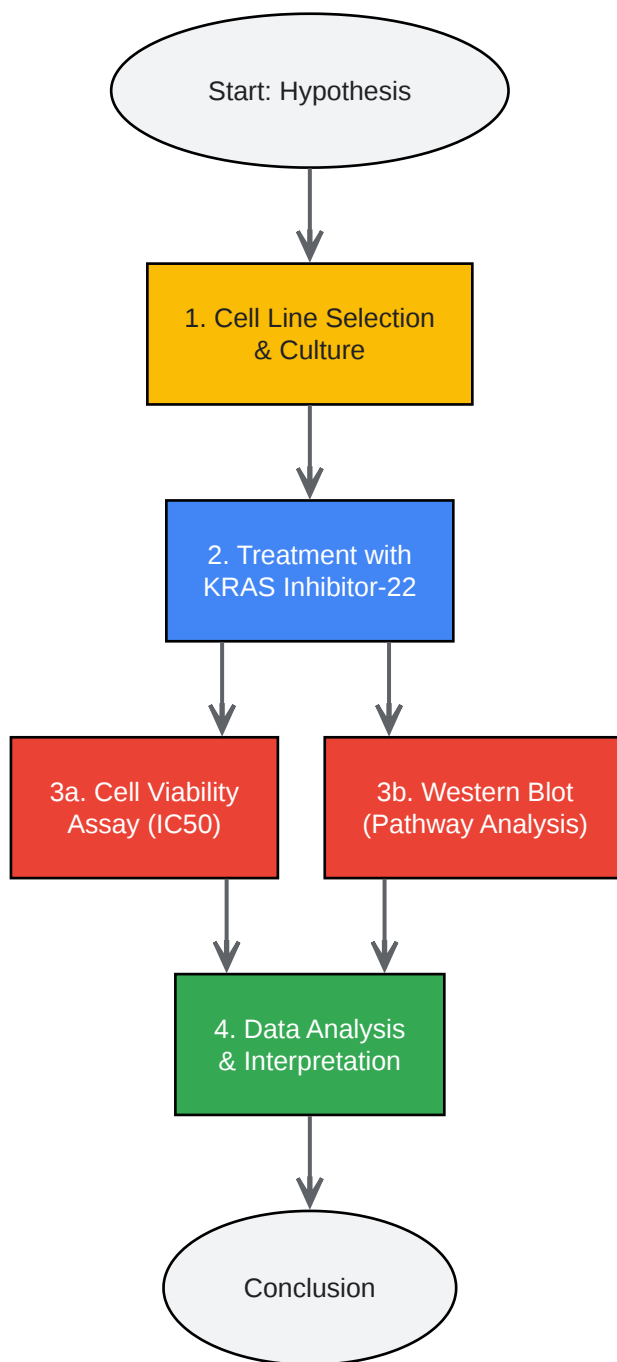 Start: Hypothesis
1. Cell Line Selection
& Culture
2. Treatment with
KRAS Inhibitor-22
3a. Cell Viability
Assay (IC50)
3b. Western Blot
(Pathway Analysis)
4. Data Analysis
& Interpretation
Conclusion